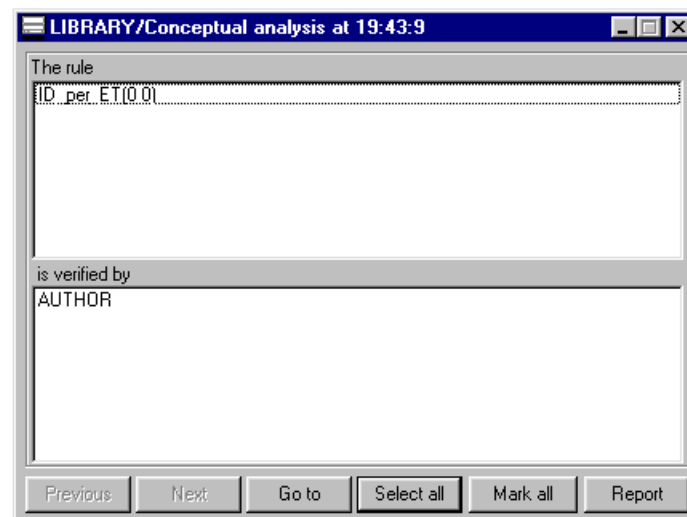 LIBRARY/Conceptual analysis at 19:43:9
The rule
ID_per_ET(0 0)
is verified by
AUTHOR
Previous Next Go to Select all Mark all Report